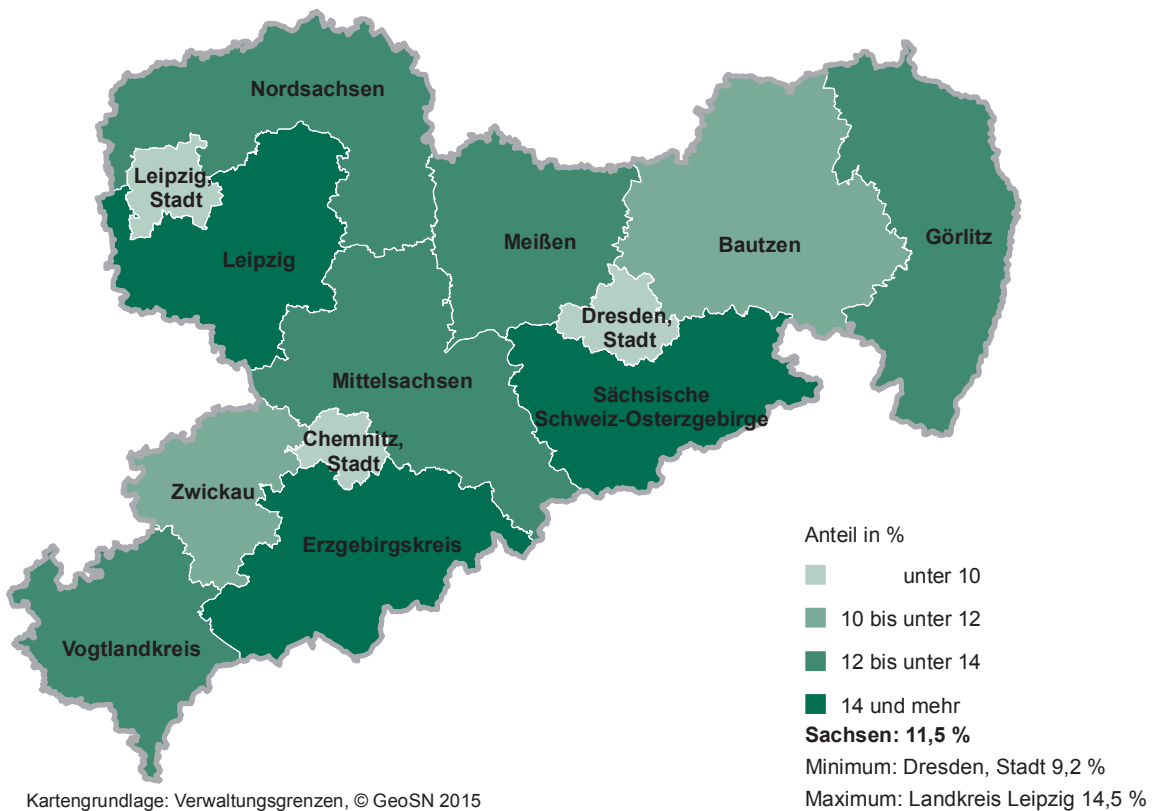 Nordsachsen
Leipzig,
Stadt
Leipzig
Meißen
Bautzen
Görlitz
Dresden,
Stadt
Mittelsachsen
Sächsische
Schweiz-Osterzgebirge
Chemnitz,
Stadt
Zwickau
Erzgebirgskreis
Vogtlandkreis
Anteil in %
unter 10
10 bis unter 12
12 bis unter 14
14 und mehr
Sachsen: 11,5 %
Minimum: Dresden, Stadt 9,2 %
Maximum: Landkreis Leipzig 14,5 %
Kartengrundlage: Verwaltungsgrenzen, © GeoSN 2015